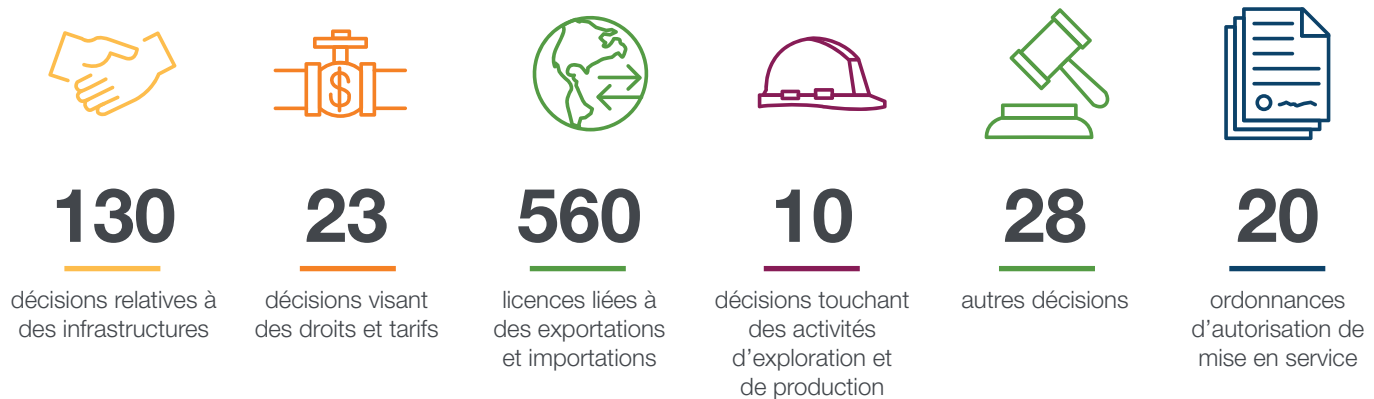 130
décisions relatives à
des infrastructures
23
décisions visant
des droits et tarifs
560
licences liées à
des exportations
et importations
10
décisions touchant
des activités
d’exploration et
de production
28
autres décisions
20
ordonnances
d’autorisation de
mise en service